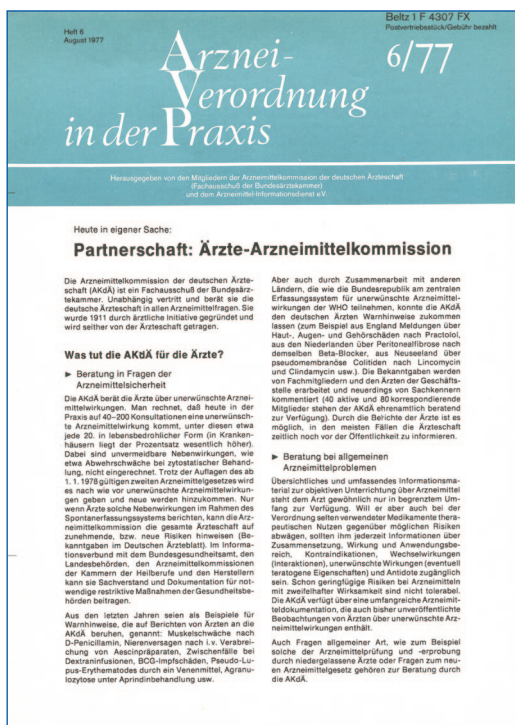 Heft 6
August 1977
Beltz 1 F 4307 FX
Postvertriebsstück/Gebühr bezahlt
6/77
Arznei-
Verordnung
in der Praxis
Herausgegeben von den Mitgliedern der Arzneimittelkommission der deutschen Ärzteschaft
(Fachausschuß der Bundesärztekammer)
und dem Arzneimittel-Informationsdienst e.V.
Heute in eigener Sache:
Partnerschaft: Ärzte-Arzneimittelkommission
Die Arzneimittelkommission der deutschen Ärzte-
schaft (AKdÄ) ist ein Fachausschuß der Bundesärz-
tekammer. Unabhängig vertritt und berät sie die
deutsche Ärzteschaft in allen Arzneimittelfragen. Sie
wurde 1911 durch ärztliche Initiative gegründet und
wird seither von der Ärzteschaft getragen.
Was tut die AKdÄ für die Ärzte?
► Beratung in Fragen der
Arzneimittelsicherheit
Die AKdÄ berät die Ärzte über unerwünschte Arznei-
mittelwirkungen. Man rechnet, daß heute in der
Praxis auf 40–200 Konsultationen eine unerwünsch-
te Arzneimittelwirkung kommt, unter diesen etwa
jede 20. in lebensbedrohlicher Form (in Kranken-
häusern liegt der Prozentsatz wesentlich höher).
Dabei sind unvermeidbare Nebenwirkungen, wie
etwa Abwehrschwäche bei zytostatischer Behand-
lung, nicht eingerechnet. Trotz der Auflagen des ab
1. 1. 1978 gültigen zweiten Arzneimittelgesetzes wird
es nach wie vor unerwünschte Arzneimittelwirkun-
gen geben und neue werden hinzukommen. Nur
wenn Ärzte solche Nebenwirkungen im Rahmen des
Spontanerfassungssystems berichten, kann die Arz-
neimittelkommission die gesamte Ärzteschaft auf
zunehmende, bzw. neue Risiken hinweisen (Be-
kanntgaben im Deutschen Ärzteblatt). Im Informa-
tionsverbund mit dem Bundesgesundheitsamt, den
Landesbehörden, den Arzneimittelkommissionen
der Kammern der Heilberufe und den Herstellern
kann sie Sachverstand und Dokumentation für not-
wendige restriktive Maßnahmen der Gesundheitsbe-
hörden beitragen.
Aus den letzten Jahren seien als Beispiele für
Warnhinweise, die auf Berichten von Ärzten an die
AKdÄ beruhen, genannt: Muskelschwäche nach
D-Penicillamin, Nierenversagen nach i.v. Verabrei-
chung von Aescinpräparaten, Zwischenfälle bei
Dextraninfusionen, BCG-Impfschäden, Pseudo-Lu-
pus-Erythematodes durch ein Venenmittel, Agranu-
lozytose unter Aprindinbehandlung usw.
Aber auch durch Zusammenarbeit mit anderen
Ländern, die wie die Bundesrepublik am zentralen
Erfassungssystem für unerwünschte Arzneimittel-
wirkungen der WHO teilnehmen, konnte die AKdÄ
den deutschen Ärzten Warnhinweise zukommen
lassen (zum Beispiel aus England Meldungen über
Haut-, Augen- und Gehörschäden nach Practolol,
aus den Niederlanden über Peritonealfibrose nach
demselben Beta-Blocker, aus Neuseeland über
pseudomembranöse Colitiden nach Lincomycin
und Clindamycin usw.). Die Bekanntgaben werden
von Fachmitgliedern und den Ärzten der Geschäfts-
stelle erarbeitet und neuerdings von Sachkennern
kommentiert (40 aktive und 80 korrespondierende
Mitglieder stehen der AKdÄ ehrenamtlich beratend
zur Verfügung). Durch die Berichte der Ärzte ist es
möglich, in den meisten Fällen die Ärzteschaft
zeitlich noch vor der Öffentlichkeit zu informieren.
► Beratung bei allgemeinen
Arzneimittelproblemen
Übersichtliches und umfassendes Informationsma-
terial zur objektiven Unterrichtung über Arzneimittel
steht dem Arzt gewöhnlich nur in begrenztem Um-
fang zur Verfügung. Will er aber auch bei der
Verordnung selten verwendeter Medikamente thera-
peutischen Nutzen gegenüber möglichen Risiken
abwägen, sollten ihm jederzeit Informationen über
Zusammensetzung, Wirkung und Anwendungsbe-
reich, Kontraindikationen, Wechselwirkungen
(Interaktionen), unerwünschte Wirkungen (eventuell
teratogene Eigenschaften) und Antidote zugänglich
sein. Schon geringfügige Risiken bei Arzneimitteln
mit zweifelhafter Wirksamkeit sind nicht tolerabel.
Die AKdÄ verfügt über eine umfangreiche Arzneimit-
teldokumentation, die auch bisher unveröffentlichte
Beobachtungen von Ärzten über unerwünschte Arz-
neimittelwirkungen enthält.
Auch Fragen allgemeiner Art, wie zum Beispiel
solche der Arzneimittelprüfung und -erprobung
durch niedergelassene Ärzte oder Fragen zum neu-
en Arzneimittelgesetz gehören zur Beratung durch
die AKdÄ.